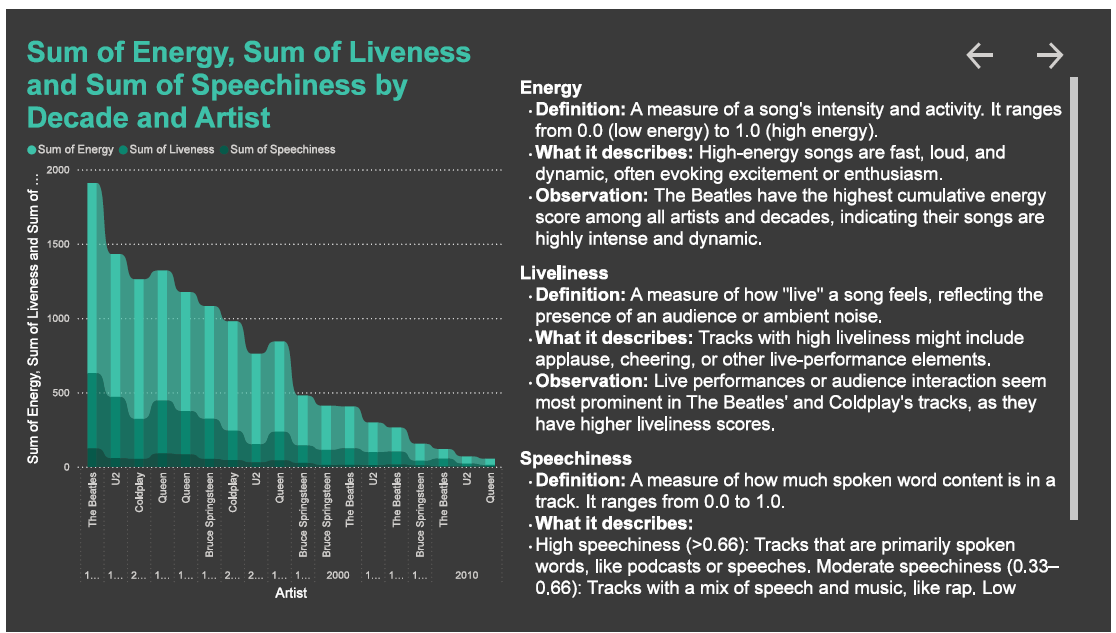 Sum of Energy, Sum of Liveness
and Sum of Speechiness by
Decade and Artist
Sum of Energy Sum of Liveness Sum of Speechiness
Sum of Energy, Sum of Liveness and Sum of ...
2000
1500
1000
500
0
The Beatles
U2
Coldplay
Queen
Queen
Bruce Springsteen
Coldplay
U2
Queen
Bruce Springsteen
Bruce Springsteen
The Beatles
U2
The Beatles
Bruce Springsteen
The Beatles
U2
Queen
1... 1... 2... 1... 1... 1... 2... 2... 1... 1... 2000 1... 1... 1... 2010
Artist
Energy
· Definition: A measure of a song's intensity and activity. It ranges
from 0.0 (low energy) to 1.0 (high energy).
· What it describes: High-energy songs are fast, loud, and
dynamic, often evoking excitement or enthusiasm.
· Observation: The Beatles have the highest cumulative energy
score among all artists and decades, indicating their songs are
highly intense and dynamic.
Liveliness
· Definition: A measure of how "live" a song feels, reflecting the
presence of an audience or ambient noise.
· What it describes: Tracks with high liveliness might include
applause, cheering, or other live-performance elements.
· Observation: Live performances or audience interaction seem
most prominent in The Beatles' and Coldplay's tracks, as they
have higher liveliness scores.
Speechiness
· Definition: A measure of how much spoken word content is in a
track. It ranges from 0.0 to 1.0.
· What it describes:
· High speechiness (>0.66): Tracks that are primarily spoken
words, like podcasts or speeches. Moderate speechiness (0.33–
0.66): Tracks with a mix of speech and music, like rap. Low